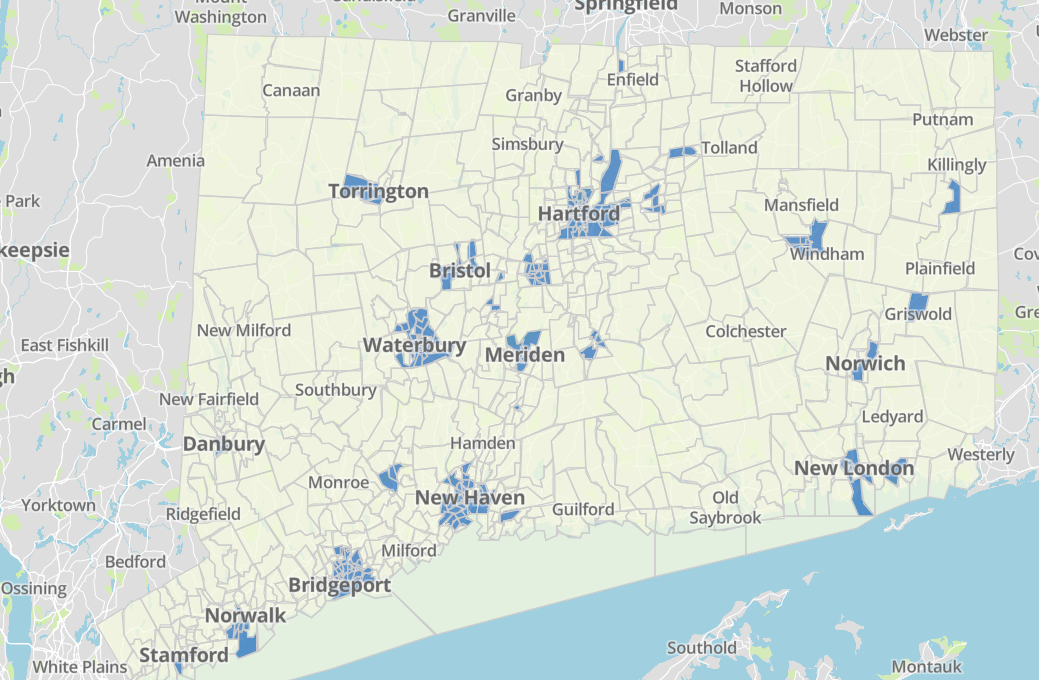 Mount
Washington
Granville
Springfield
Monson
Webster
Canaan
Granby
Enfield
Stafford
Hollow
Putnam
Amenia
Simsbury
Tolland
Killingly
e Park
Torrington
Hartford
Mansfield
keepsie
Bristol
Windham
Plainfield
Cov
New Milford
Griswold
Gre
East Fishkill
Waterbury
Meriden
Colchester
gh
Southbury
Norwich
New Fairfield
Carmel
Ledyard
Danbury
Hamden
Westerly
Monroe
New London
Yorktown
Ridgefield
New Haven
Guilford
Old
Saybrook
Bedford
Milford
Ossining
Bridgeport
Norwalk
White Plains
Stamford
Southold
Montauk